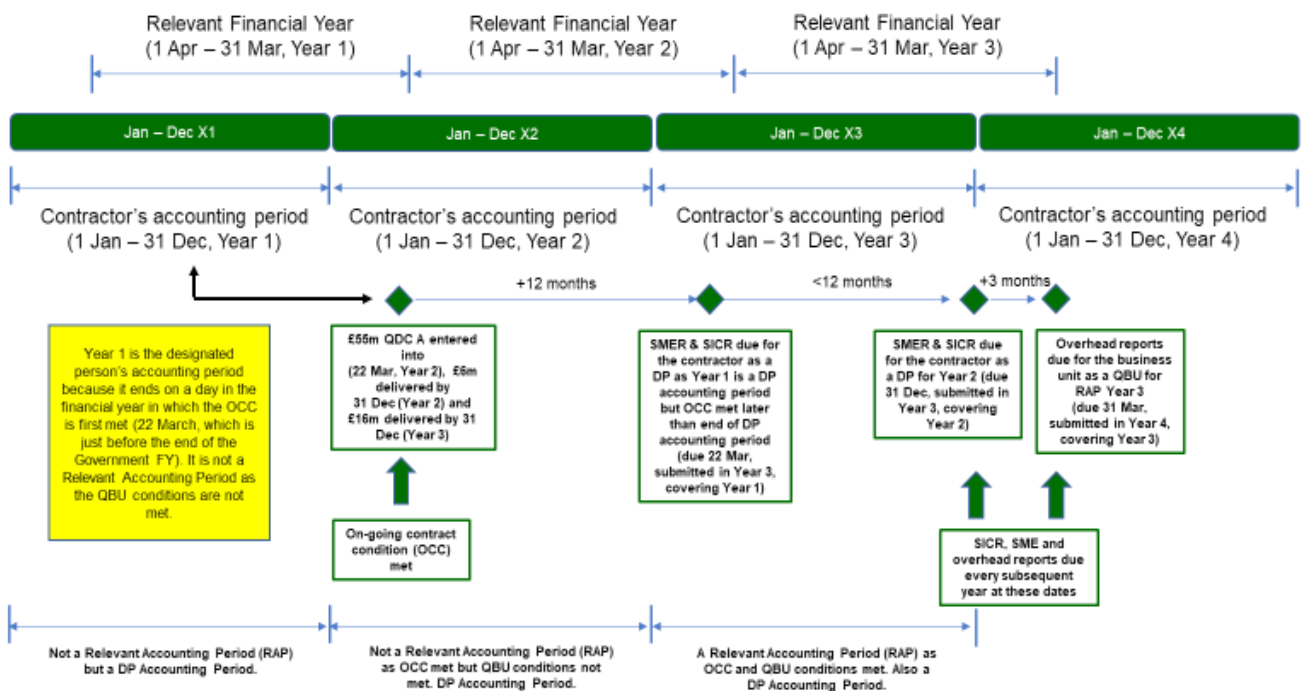 Relevant Financial Year
(1 Apr – 31 Mar, Year 1)
Relevant Financial Year
(1 Apr – 31 Mar, Year 2)
Relevant Financial Year
(1 Apr – 31 Mar, Year 3)
Jan – Dec X1
Jan – Dec X2
Jan – Dec X3
Jan – Dec X4
Contractor's accounting period
(1 Jan – 31 Dec, Year 1)
Contractor's accounting period
(1 Jan – 31 Dec, Year 2)
Contractor's accounting period
(1 Jan – 31 Dec, Year 3)
Contractor's accounting period
(1 Jan – 31 Dec, Year 4)
+12 months
<12 months
+3 months
Year 1 is the designated
person's accounting period
because it ends on a day in the
financial year in which the OCC
is first met (22 March, which is
just before the end of the
Government FY). It is not a
Relevant Accounting Period as
the QBU conditions are not
met.
£55m QDC A entered
into
(22 Mar, Year 2), £6m
delivered by
31 Dec (Year 2) and
£16m delivered by 31
Dec (Year 3)
On-going contract
condition (OCC)
met
SMER & SICR due for
the contractor as a
DP as Year 1 is a DP
accounting period
but OCC met later
than end of DP
accounting period
(due 22 Mar,
submitted in Year 3,
covering Year 1)
SMER & SICR due
for the contractor as
a DP for Year 2 (due
31 Dec, submitted in
Year 3, covering
Year 2)
Overhead reports
due for the business
unit as a QBU for
RAP Year 3
(due 31 Mar,
submitted in Year 4,
covering Year 3)
SICR, SME and
overhead reports due
every subsequent
year at these dates
Not a Relevant Accounting Period (RAP)
but a DP Accounting Period.
Not a Relevant Accounting Period (RAP)
as OCC met but QBU conditions not
met. DP Accounting Period.
A Relevant Accounting Period (RAP) as
OCC and QBU conditions met. Also a
DP Accounting Period.